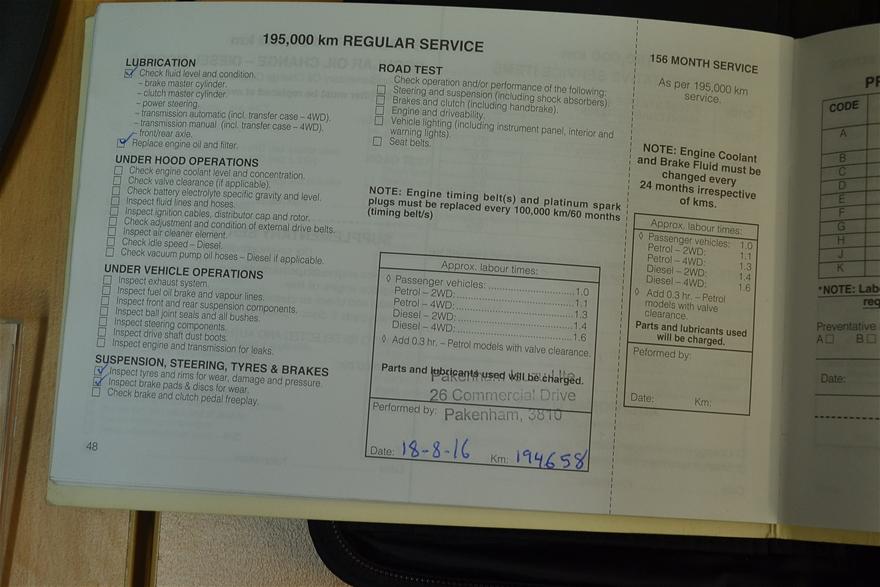 195,000 km REGULAR SERVICE
LUBRICATION
Check fluid level and condition.
– brake master cylinder.
– clutch master cylinder.
– power steering.
– transmission automatic (incl. transfer case – 4WD).
– transmission manual (incl. transfer case – 4WD).
– front/rear axle.
Replace engine oil and filter.
UNDER HOOD OPERATIONS
Check engine coolant level and concentration.
Check valve clearance (if applicable).
Check battery electrolyte specific gravity and level.
Inspect fluid lines and hoses.
Inspect ignition cables, distributor cap and rotor.
Check adjustment and condition of external drive belts.
Inspect air cleaner element.
Check idle speed – Diesel.
Check vacuum pump oil hoses – Diesel if applicable.
UNDER VEHICLE OPERATIONS
Inspect exhaust system.
Inspect fuel oil brake and vapour lines.
Inspect front and rear suspension components.
Inspect ball joint seals and all bushes.
Inspect steering components.
Inspect drive shaft dust boots.
Inspect engine and transmission for leaks.
SUSPENSION, STEERING, TYRES & BRAKES
Inspect tyres and rims for wear, damage and pressure.
Inspect brake pads & discs for wear.
Check brake and clutch pedal freeplay.
48
ROAD TEST
Check operation and/or performance of the following:
Steering and suspension (including shock absorbers).
Brakes and clutch (including handbrake).
Engine and driveability.
Vehicle lighting (including instrument panel, interior and
warning lights).
Seat belts.
NOTE: Engine timing belt(s) and platinum spark
plugs must be replaced every 100,000 km/60 months
(timing belt/s)
Approx. labour times:
◊ Passenger vehicles: ..............................1.0
Petrol – 2WD:..............................1.1
Petrol – 4WD:..............................1.3
Diesel – 2WD:..............................1.4
Diesel – 4WD:..............................1.6
◊ Add 0.3 hr. – Petrol models with valve clearance.
Parts and lubricants used will be charged.
Pakenham
26 Commercial Drive
Performed by: Pakenham, 3810
Date: 18-8-16 Km: 194658
156 MONTH SERVICE
As per 195,000 km
service.
NOTE: Engine Coolant
and Brake Fluid must be
changed every
24 months irrespective
of kms.
Approx. labour times:
◊ Passenger vehicles: 1.0
Petrol – 2WD: 1.1
Petrol – 4WD: 1.3
Diesel – 2WD: 1.4
Diesel – 4WD: 1.6
◊ Add 0.3 hr. – Petrol
models with valve
clearance.
Parts and lubricants used
will be charged.
Peformed by:
Date: Km:
CODE
A
B
C
D
E
F
G
H
J
K
*NOTE:
Preventative
A B
Date: